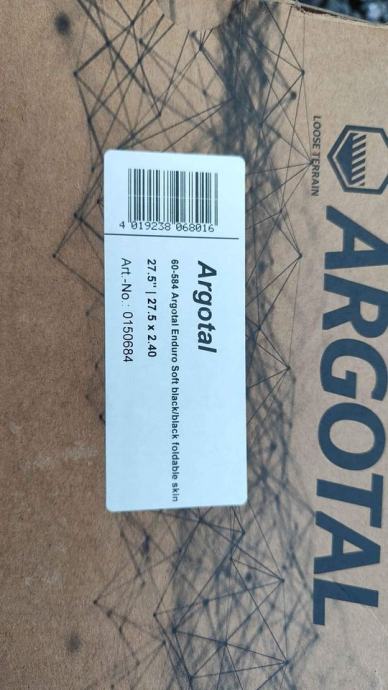 LOOSE TERRAIN
ARGOTAL
Argotal
60-584 Argotal Enduro Soft black/black foldable skin
27.5" | 27.5 x 2.40
Art.-No.: 0150684
4 019238 068016